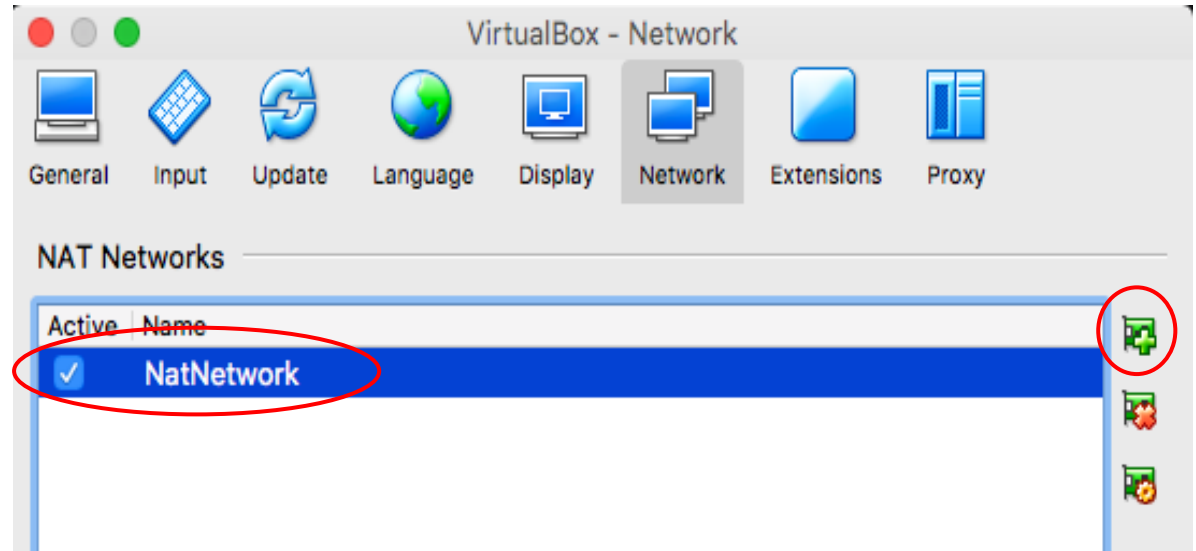 VirtualBox - Network
General Input Update Language Display Network Extensions Proxy
NAT Networks
Active Name
NatNetwork